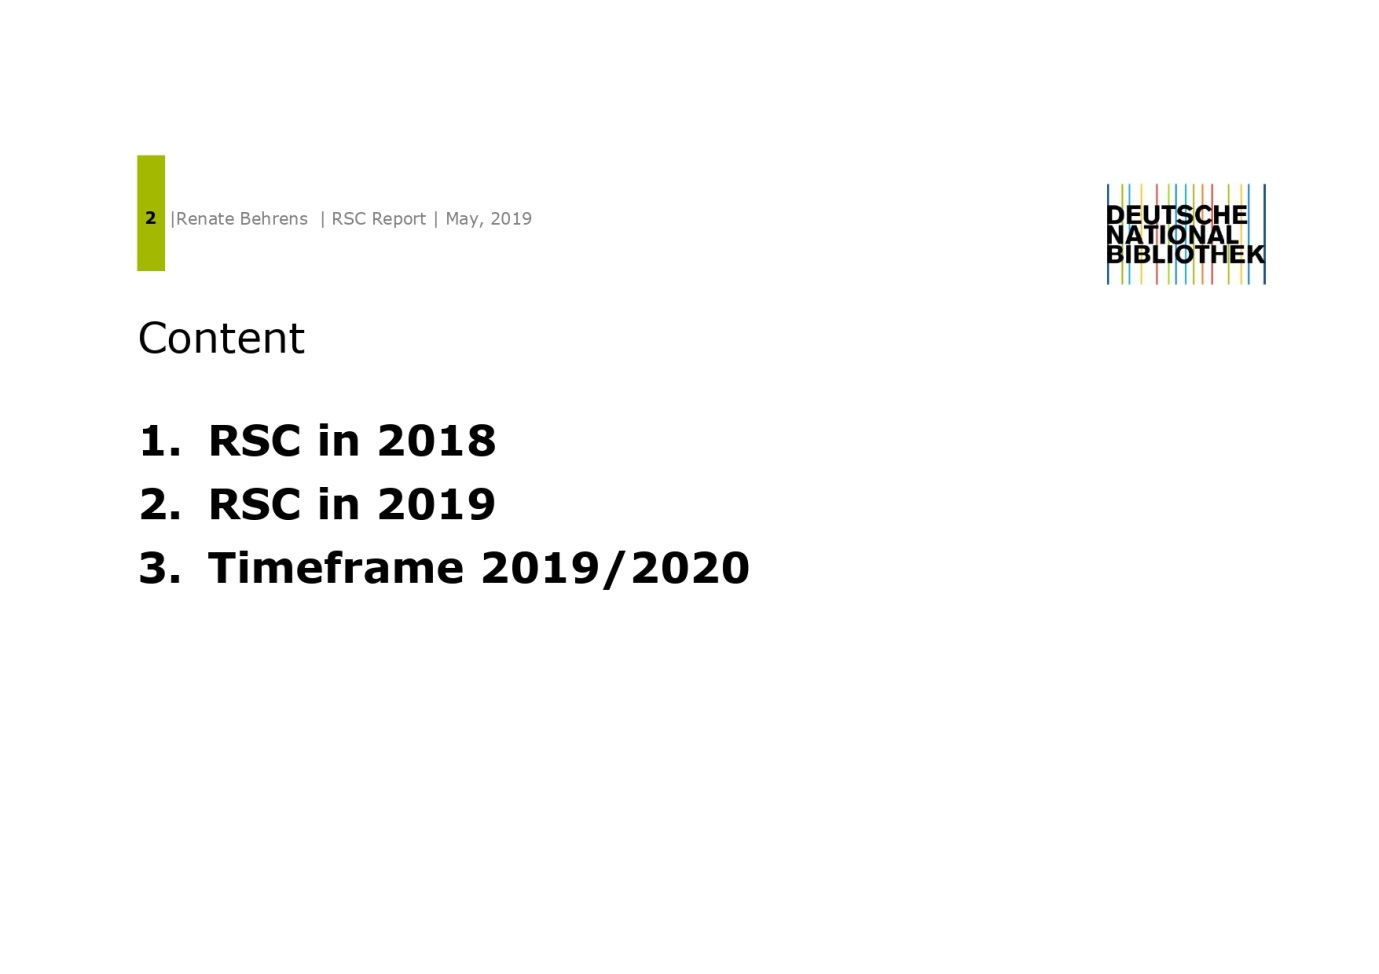 2 |Renate Behrens | RSC Report | May, 2019
DEUTSCHE
NATIONAL
BIBLIOTHEK
Content
1. RSC in 2018
2. RSC in 2019
3. Timeframe 2019/2020